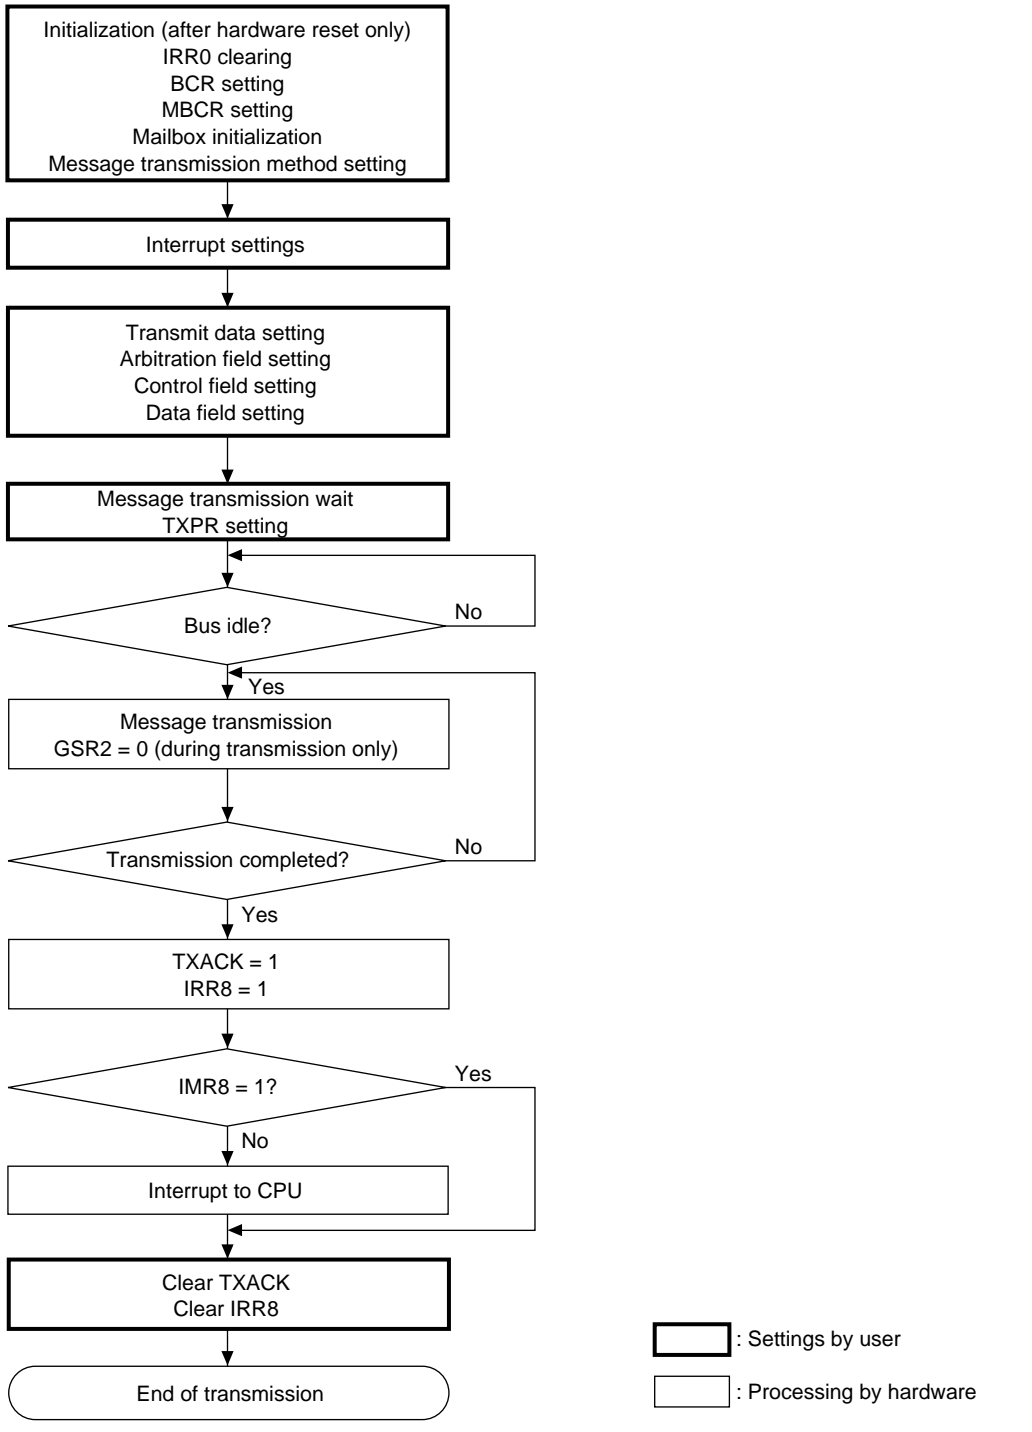 Initialization (after hardware reset only)
IRR0 clearing
BCR setting
MBCR setting
Mailbox initialization
Message transmission method setting
Interrupt settings
Transmit data setting
Arbitration field setting
Control field setting
Data field setting
Message transmission wait
TXPR setting
Bus idle?
No
Yes
Message transmission
GSR2 = 0 (during transmission only)
Transmission completed?
No
Yes
TXACK = 1
IRR8 = 1
IMR8 = 1?
Yes
No
Interrupt to CPU
Clear TXACK
Clear IRR8
End of transmission
: Settings by user
: Processing by hardware